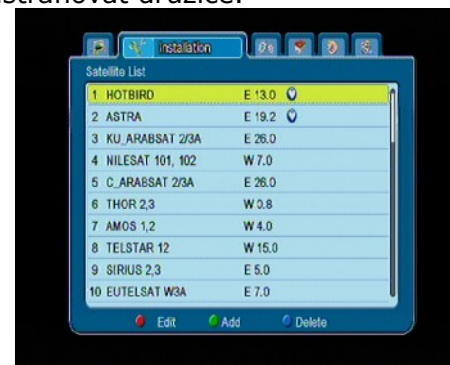 družice.
Installation
Satellite List
1 HOTBIRD E 13.0
2 ASTRA E 19.2
3 KU_ARABSAT 2/3A E 26.0
4 NILESAT 101, 102 W 7.0
5 C_ARABSAT 2/3A E 26.0
6 THOR 2,3 W 0.8
7 AMOS 1,2 W 4.0
8 TELSTAR 12 W 15.0
9 SIRIUS 2,3 E 5.0
10 EUTELSAT W3A E 7.0
Edit Add Delete